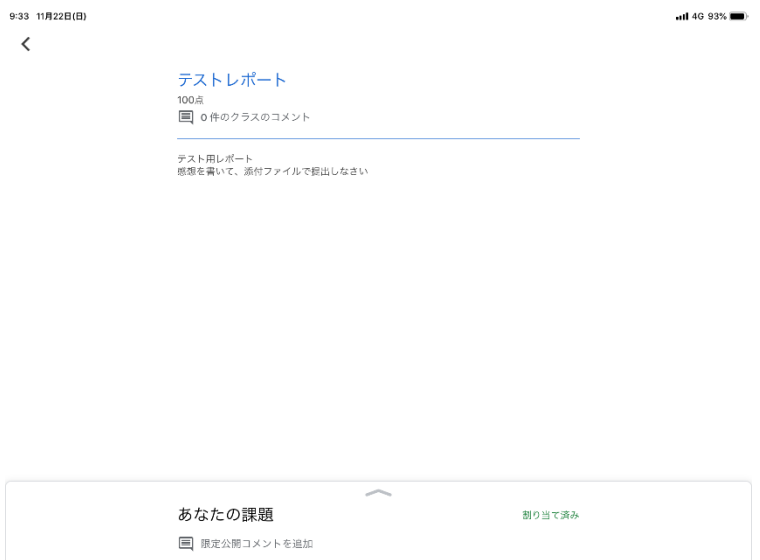 9:33 11月22日(日)
4G 93%
テストレポート
100点
0 件のクラスのコメント
テスト用レポート
感想を書いて、添付ファイルで提出しなさい
あなたの課題
割り当て済み
限定公開コメントを追加